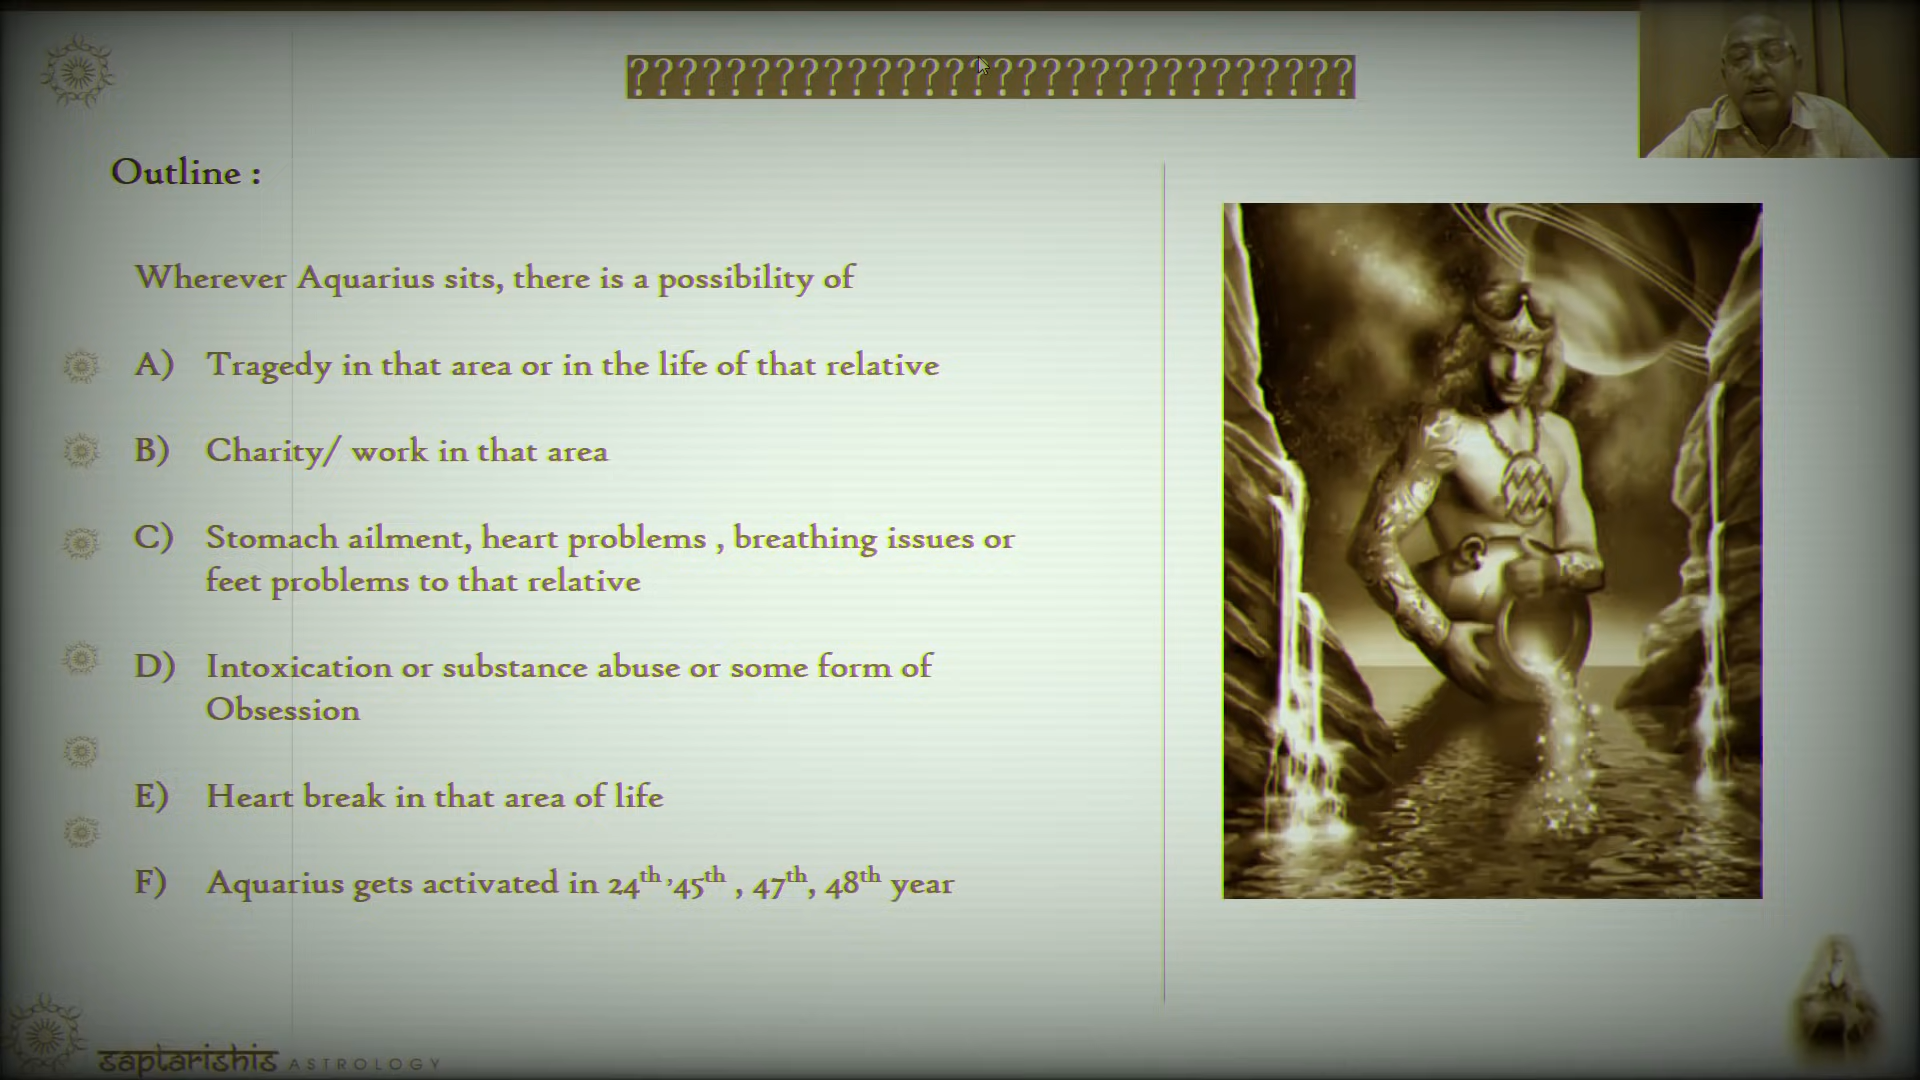 ??????????????????????????????
Outline :
Wherever Aquarius sits, there is a possibility of
A) Tragedy in that area or in the life of that relative
B) Charity/ work in that area
C) Stomach ailment, heart problems , breathing issues or
feet problems to that relative
D) Intoxication or substance abuse or some form of
Obsession
E) Heart break in that area of life
F) Aquarius gets activated in 24th ,45th , 47th, 48th year
saptarishis ASTROLOGY